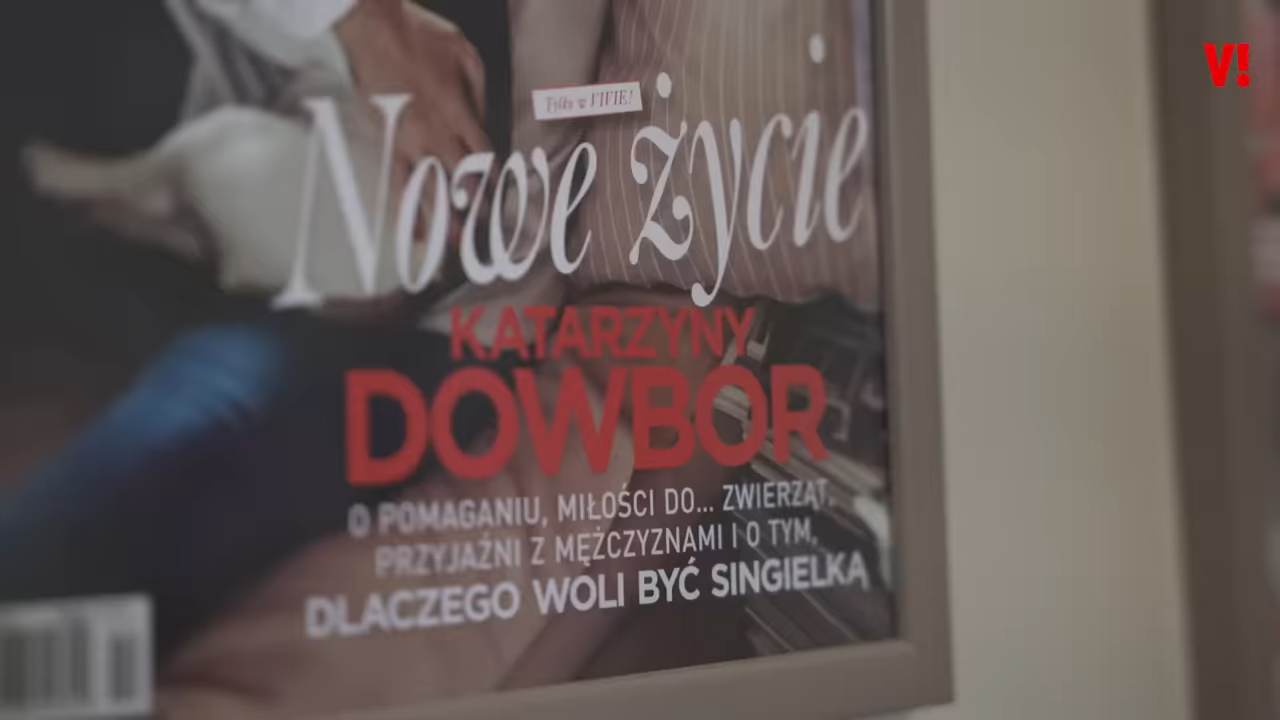 V!
Tylko w VIVIE!
Nowe życie
KATARZYNY
DOWBOR
O POMAGANIU, MIŁOŚCI DO... ZWIERZĄT,
PRZYJAŹNI Z MĘŻCZYZNAMI I O TYM,
DLACZEGO WOLI BYĆ SINGIELKĄ